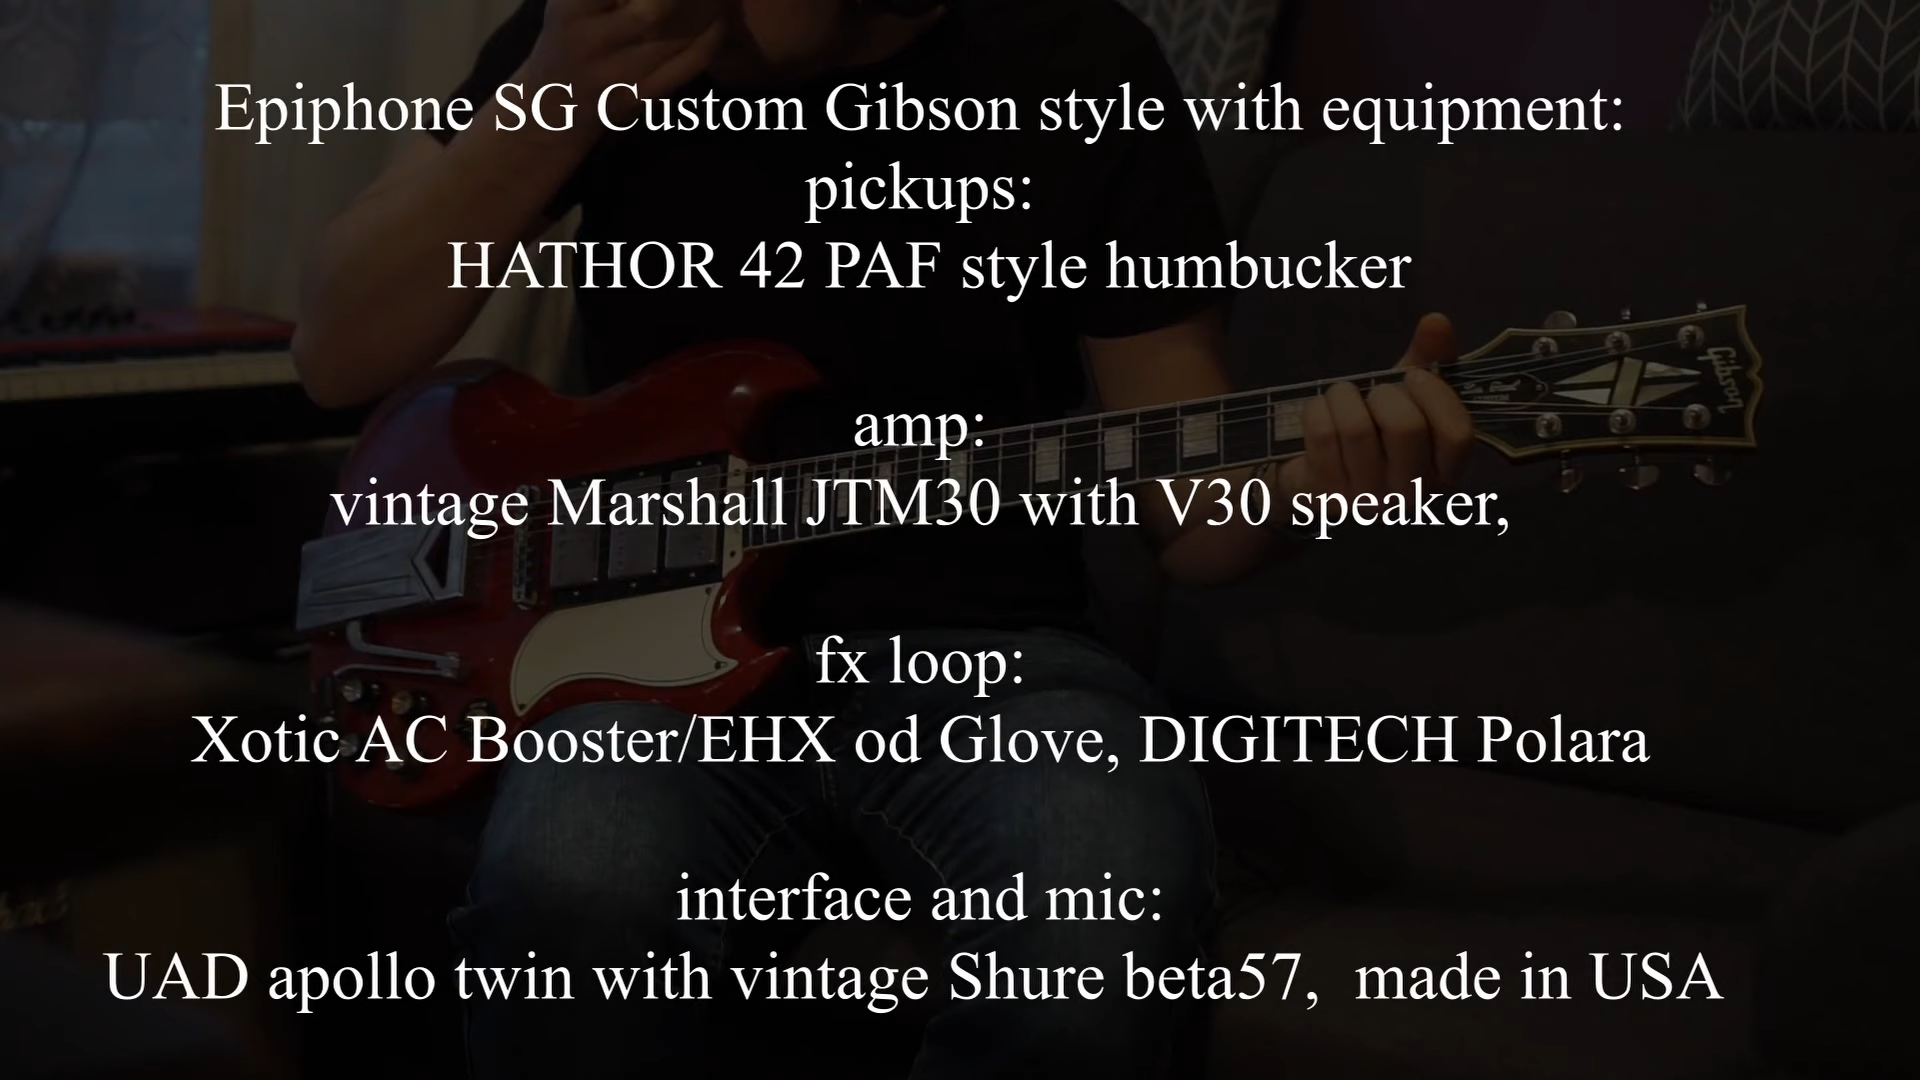 Epiphone SG Custom Gibson style with equipment:
pickups:
HATHOR 42 PAF style humbucker
amp:
vintage Marshall JTM30 with V30 speaker,
fx loop:
Xotic AC Booster/EHX od Glove, DIGITECH Polara
interface and mic:
UAD apollo twin with vintage Shure beta57,  made in USA
Gibson